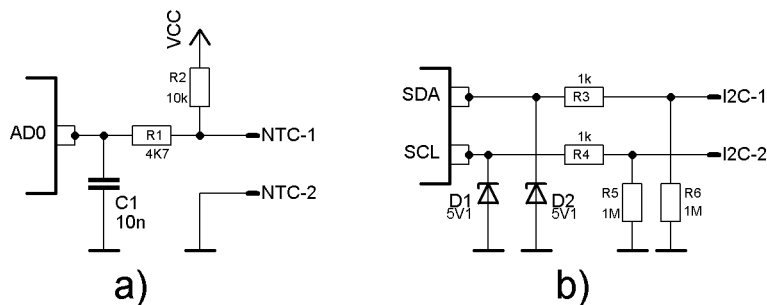 VCC
R2
10k
AD0
R1
4K7
NTC-1
C1
10n
NTC-2
a)
SDA
1k
R3
I2C-1
SCL
1k
R4
I2C-2
D1
5V1
D2
5V1
R5
1M
R6
1M
b)